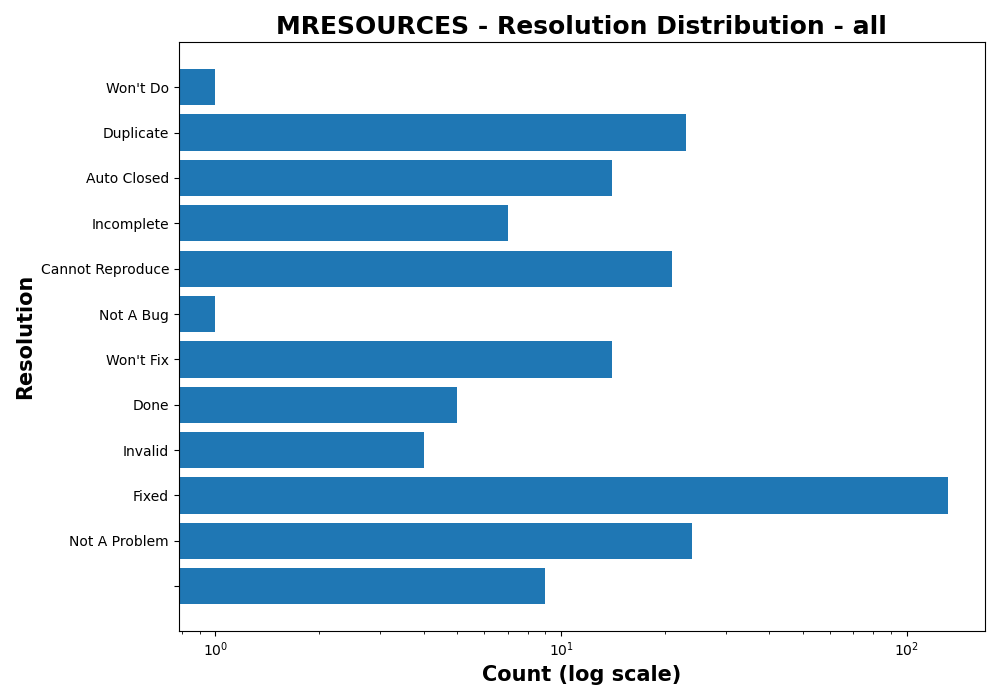 MRESOURCES - Resolution Distribution - all
Won't Do
Duplicate
Auto Closed
Incomplete
Cannot Reproduce
Not A Bug
Won't Fix
Done
Invalid
Fixed
Not A Problem
Resolution
10^0 10^1 10^2
Count (log scale)